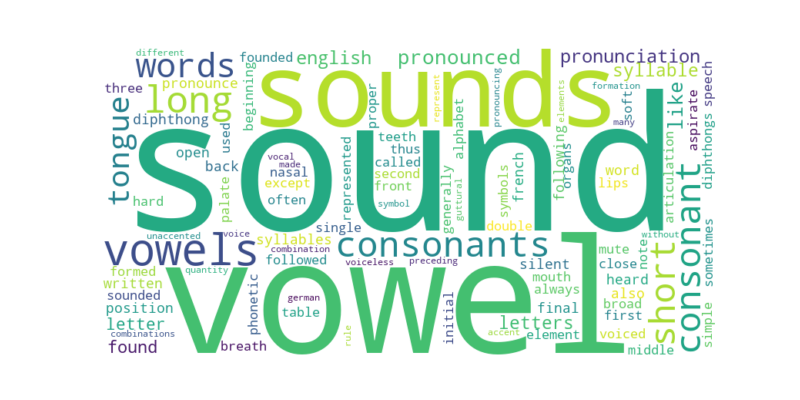 different
words
founded
english
pronounced
pronunciation
three
pronounce
beginning
sounds
represent
pronouncing
formation
syllable
speech
long
proper
elements
soft
like
tongue
diphthong
used
sound
alphabet
many
aspirate
diphthongs
open
back
teeth
thus
called
following
organs
vocal
made
nasal
except
second
front
french
word
lips
hard
palate
often
symbol
represented
generally
guttural
symbols
articulation
single
double
unaccented
voice
syllables
consonants
mute
note
without
sometimes
vowels
combination
silent
close
heard
short
consonant
formed
followed
voiceless
preceding
written
quantity
vowel
mouth
always
also
sounded
phonetic
german
broad
simple
position
table
initial
final
first
letter
letters
combinations
rule
accent
element
voiced
found
breath
middle